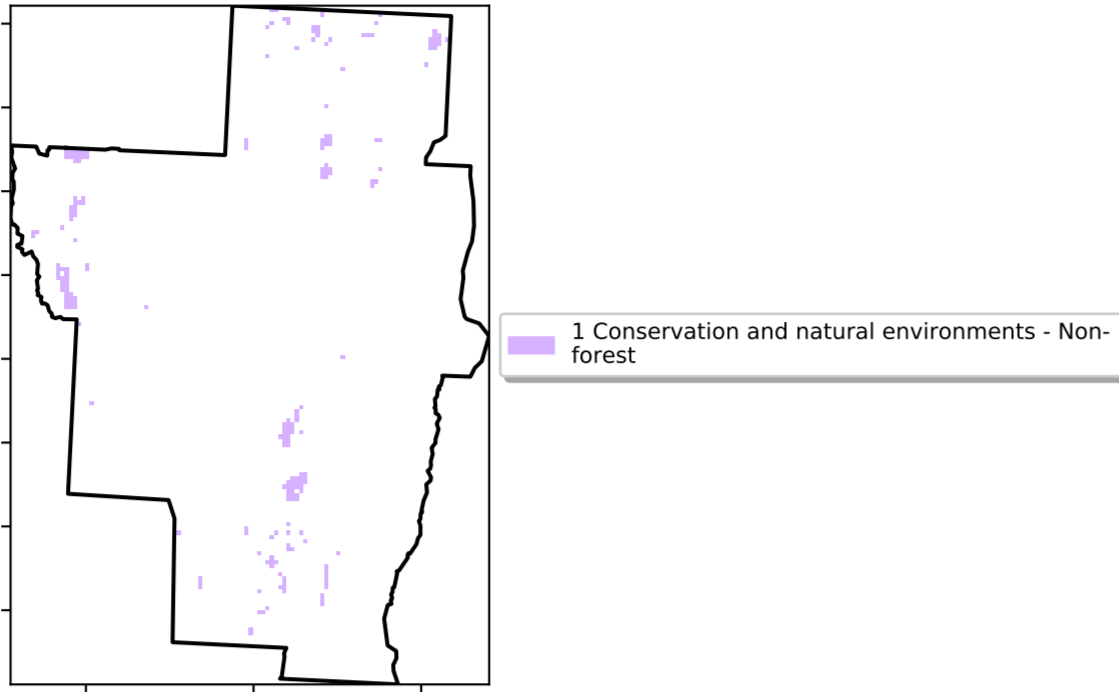 1 Conservation and natural environments - Non-
forest